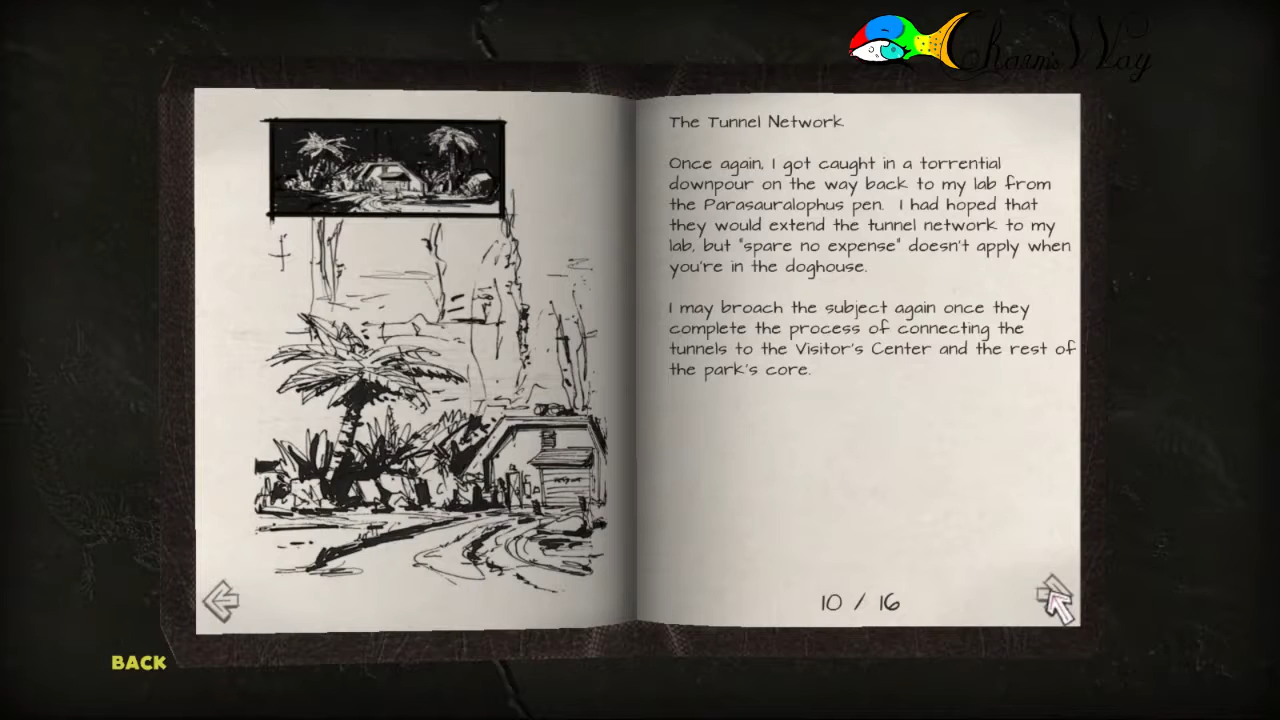 Charm's Way
The Tunnel Network
Once again, I got caught in a torrential
downpour on the way back to my lab from
the Parasauralophus pen. I had hoped that
they would extend the tunnel network to my
lab, but "spare no expense" doesn't apply when
you're in the doghouse.
I may broach the subject again once they
complete the process of connecting the
tunnels to the Visitor's Center and the rest of
the park's core.
10 / 16
BACK